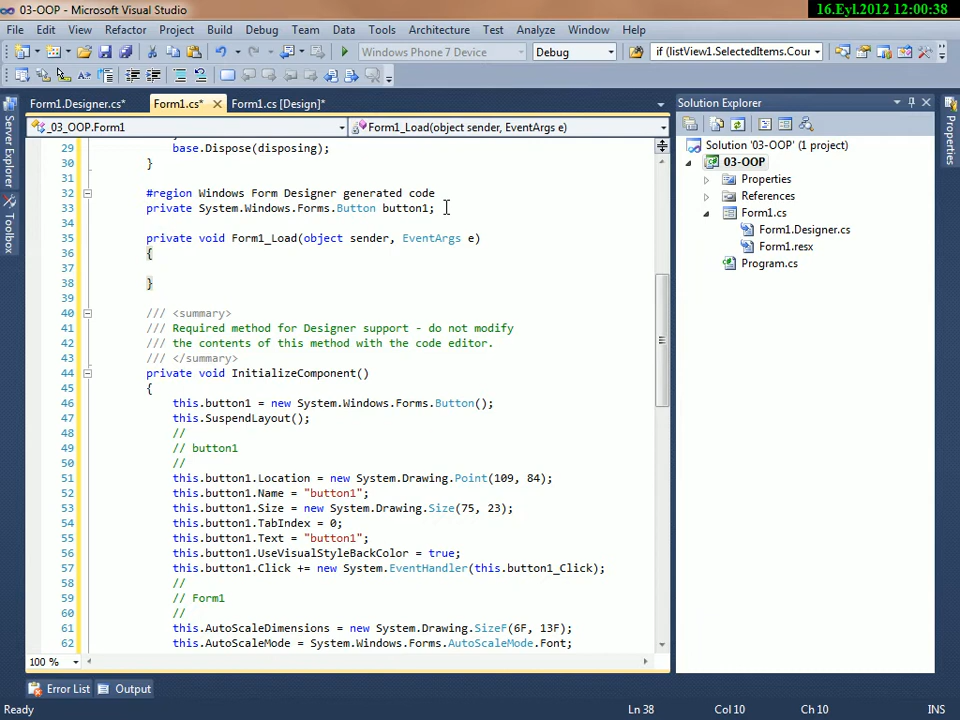 03-OOP - Microsoft Visual Studio
16.Eyl.2012 12:00:38
File Edit View Refactor Project Build Debug Team Data Tools Architecture Test Analyze Window Help
Windows Phone 7 Device Debug if (listView1.SelectedItems.Cour
Form1.Designer.cs* Form1.cs* Form1.cs [Design]*
_03_OOP.Form1 Form1_Load(object sender, EventArgs e)
29 base.Dispose(disposing);
30 }
31
32 #region Windows Form Designer generated code
33 private System.Windows.Forms.Button button1;
34
35 private void Form1_Load(object sender, EventArgs e)
36 {
37
38 }
39
40 /// <summary>
41 /// Required method for Designer support - do not modify
42 /// the contents of this method with the code editor.
43 /// </summary>
44 private void InitializeComponent()
45 {
46 this.button1 = new System.Windows.Forms.Button();
47 this.SuspendLayout();
48 //
49 // button1
50 //
51 this.button1.Location = new System.Drawing.Point(109, 84);
52 this.button1.Name = "button1";
53 this.button1.Size = new System.Drawing.Size(75, 23);
54 this.button1.TabIndex = 0;
55 this.button1.Text = "button1";
56 this.button1.UseVisualStyleBackColor = true;
57 this.button1.Click += new System.EventHandler(this.button1_Click);
58 //
59 // Form1
60 //
61 this.AutoScaleDimensions = new System.Drawing.SizeF(6F, 13F);
62 this.AutoScaleMode = System.Windows.Forms.AutoScaleMode.Font;
100 %
Server Explorer
Toolbox
Solution Explorer
Solution '03-OOP' (1 project)
03-OOP
Properties
References
Form1.cs
Form1.Designer.cs
Form1.resx
Program.cs
Properties
Error List Output
Ready Ln 38 Col 10 Ch 10 INS